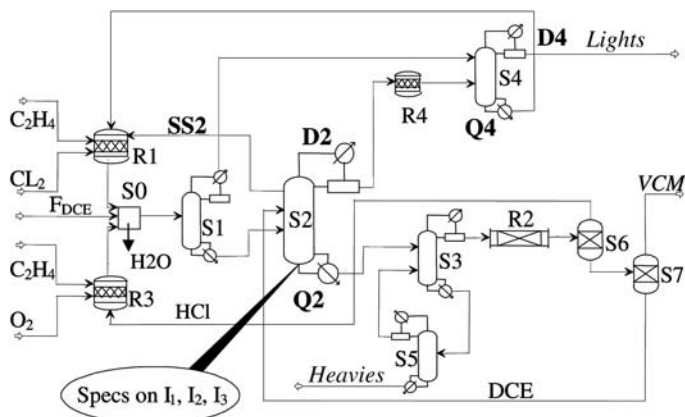 D4
Lights
S4
R4
Q4
C₂H₄
R1
SS2
D2
CL₂
S0
VCM
F_DCE
S1
S2
R2
S6
H2O
S3
S7
C₂H₄
R3
Q2
HCl
O₂
S5
Heavies
DCE
Specs on I₁, I₂, I₃